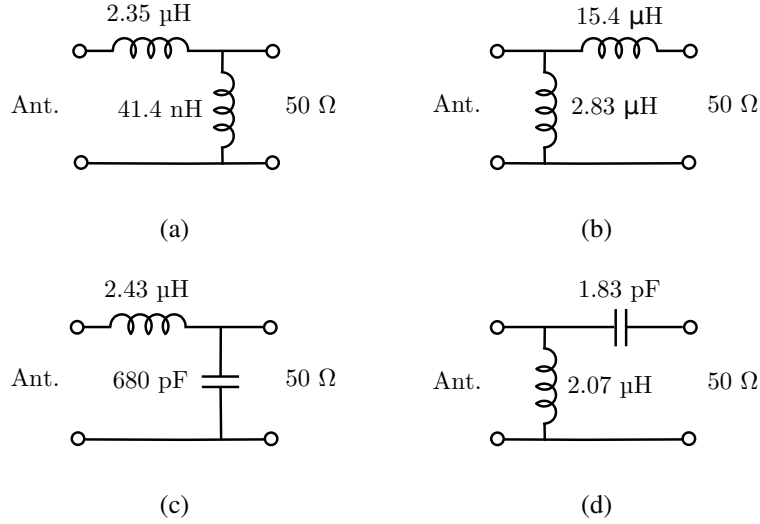 2.35 µH
Ant.
41.4 nH
50 Ω
(a)
15.4 µH
Ant.
2.83 µH
50 Ω
(b)
2.43 µH
Ant.
680 pF
50 Ω
(c)
1.83 pF
Ant.
2.07 µH
50 Ω
(d)